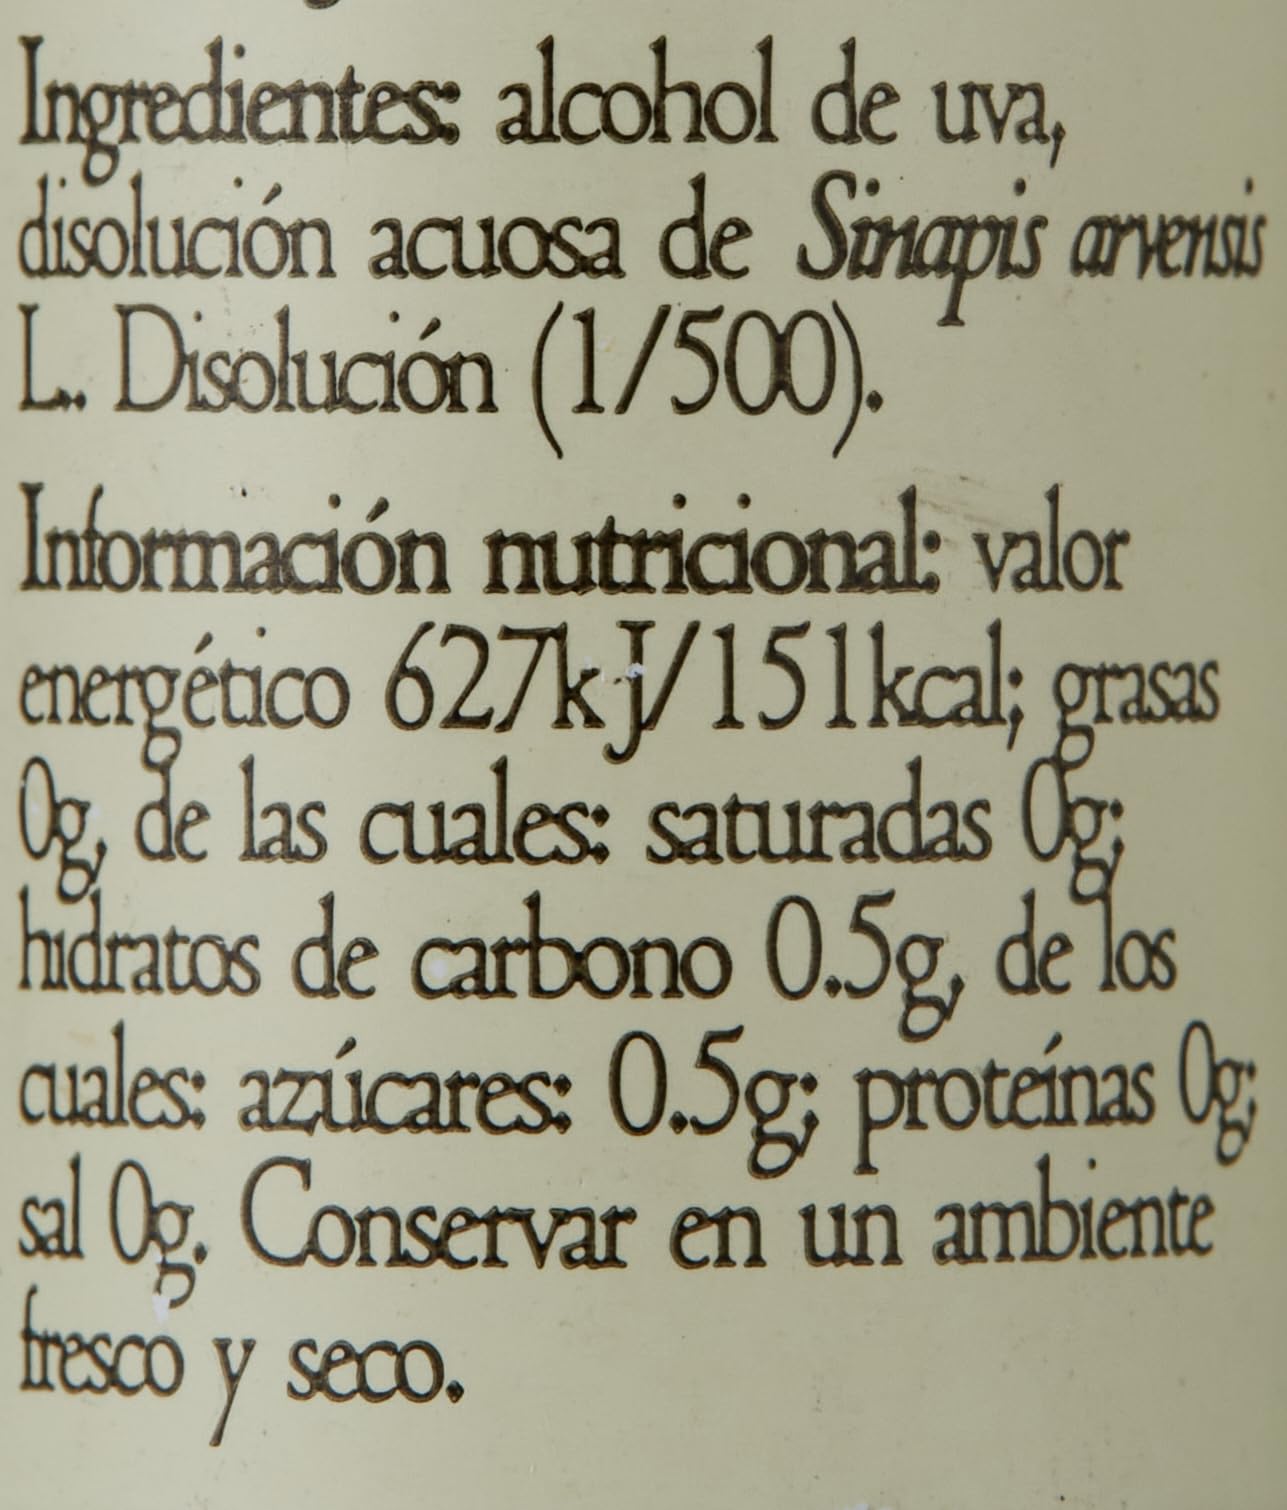 Ingredientes: alcohol de uva,
disolución acuosa de Sinapis arvensis
L.. Disolución (1/500).
Información nutricional: valor
energético 627kJ/151kcal; grasas
0g, de las cuales: saturadas 0g;
hidratos de carbono 0.5g, de los
cuales: azúcares: 0.5g; proteínas 0g;
sal 0g. Conservar en un ambiente
fresco y seco.